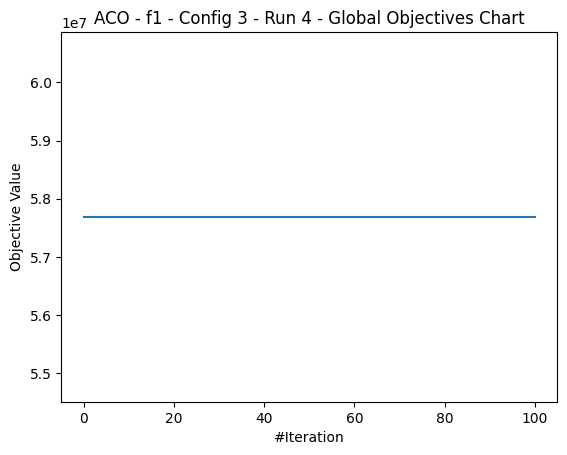 ACO - f1 - Config 3 - Run 4 - Global Objectives Chart
1e7
6.0
5.9
5.8
5.7
5.6
5.5
Objective Value
0 20 40 60 80 100
#Iteration